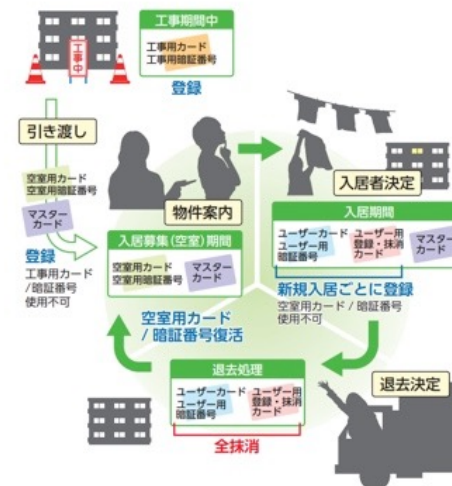 工事期間中
工事用カード
工事用暗証番号
登録
工事中
引き渡し
空室用カード
空室用暗証番号
マスター
カード
登録
工事用カード
/暗証番号
使用不可
物件案内
入居募集(空室)期間
空室用カード
空室用暗証番号
マスター
カード
入居者決定
入居期間
ユーザーカード
ユーザー用
暗証番号
ユーザー用
登録・抹消
カード
マスター
カード
新規入居ごとに登録
空室用カード/暗証番号
使用不可
空室用カード
/暗証番号復活
退去処理
ユーザーカード
ユーザー用
暗証番号
ユーザー用
登録・抹消
カード
全抹消
退去決定